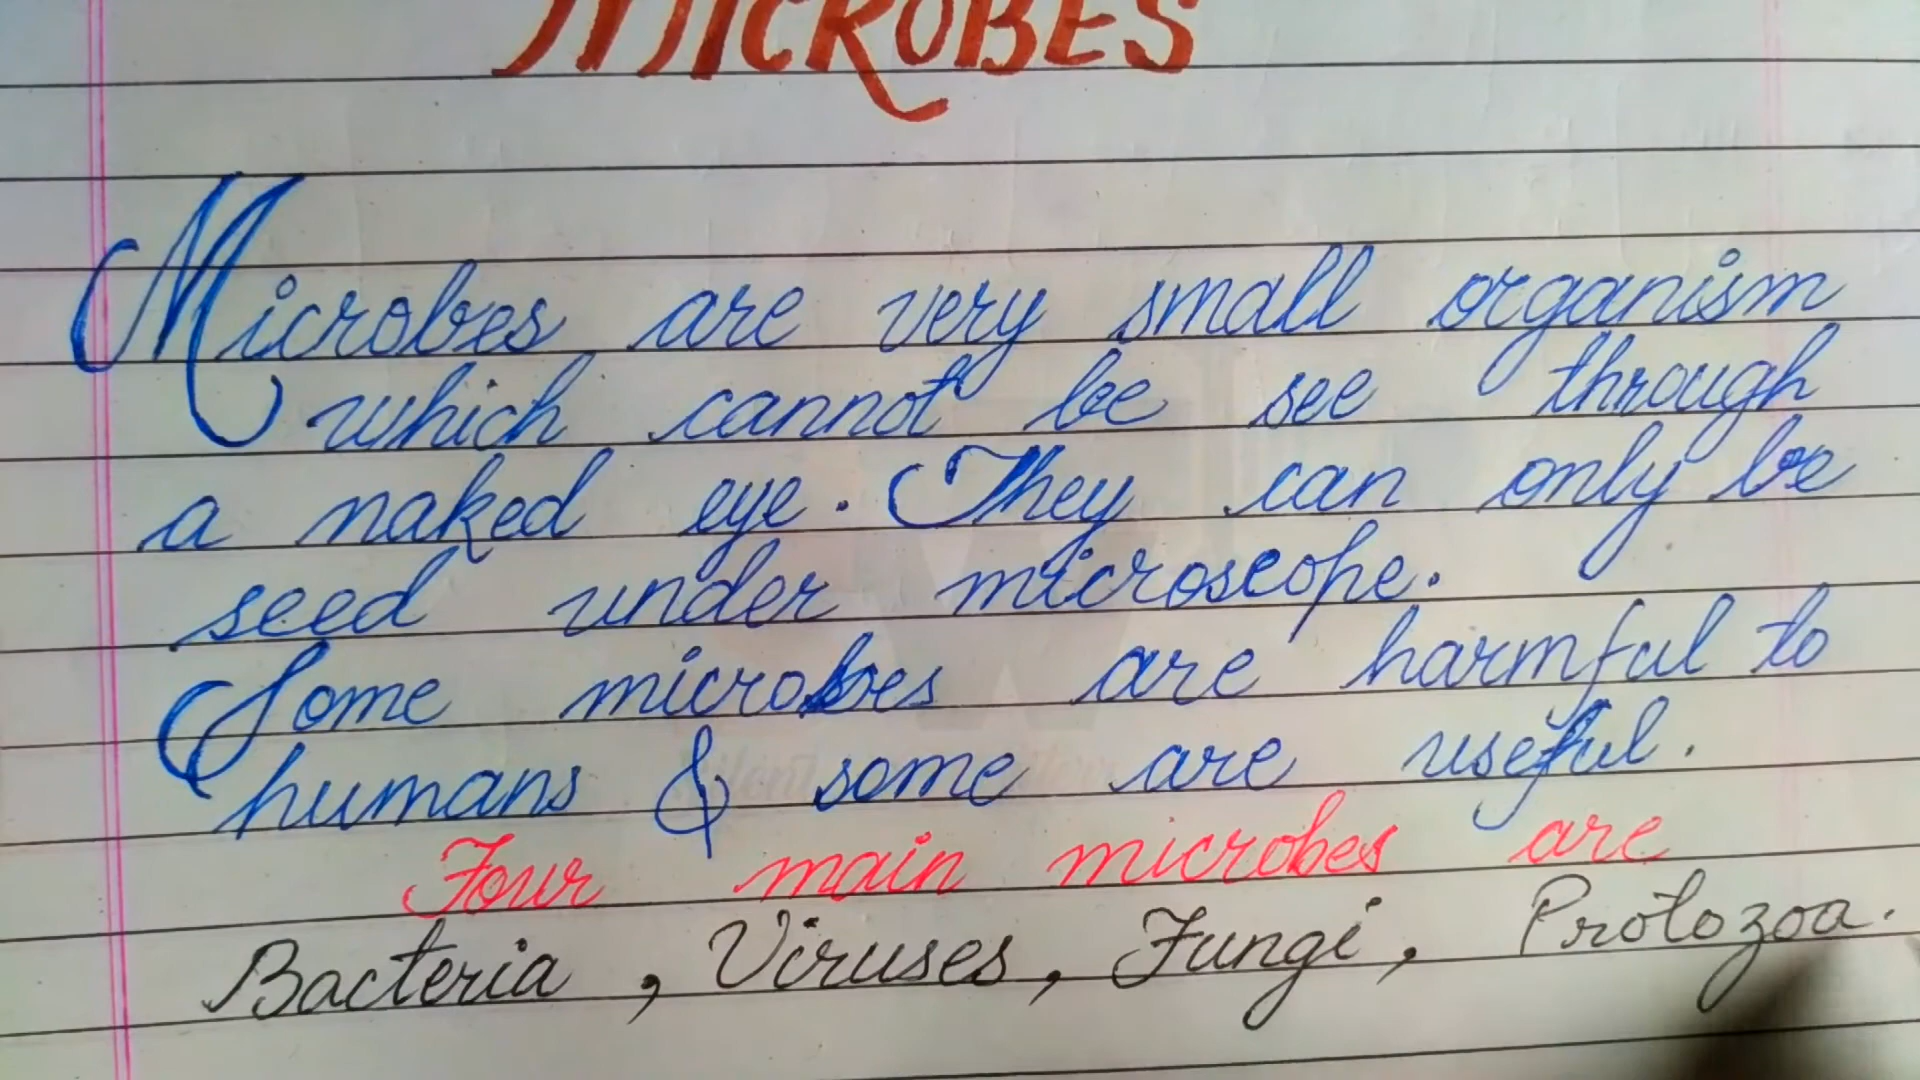 MICROBES
Microbes are very small organism
which cannot be see through
a naked eye. They can only be
seed under microscope.
Some microbes are harmful to
humans & some are useful.
Four main microbes are
Bacteria, Viruses, Fungi, Protozoa.